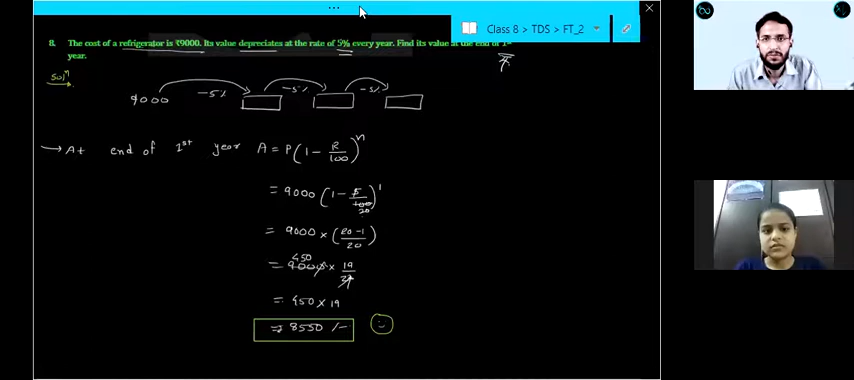 ...
Class 8 > TDS > FT_2
8. The cost of a refrigerator is ₹9000. Its value depreciates at the rate of 5% every year. Find its value at the end of 1st
year.
Solⁿ
9000 -5% -5% -5%
→ At end of 1st year A = P(1 - R/100)ⁿ
= 9000 (1 - 5/100 20)¹
= 9000 × (20-1/20)
450
= 9000 × 19/20
= 450 × 19
= 8550 /-